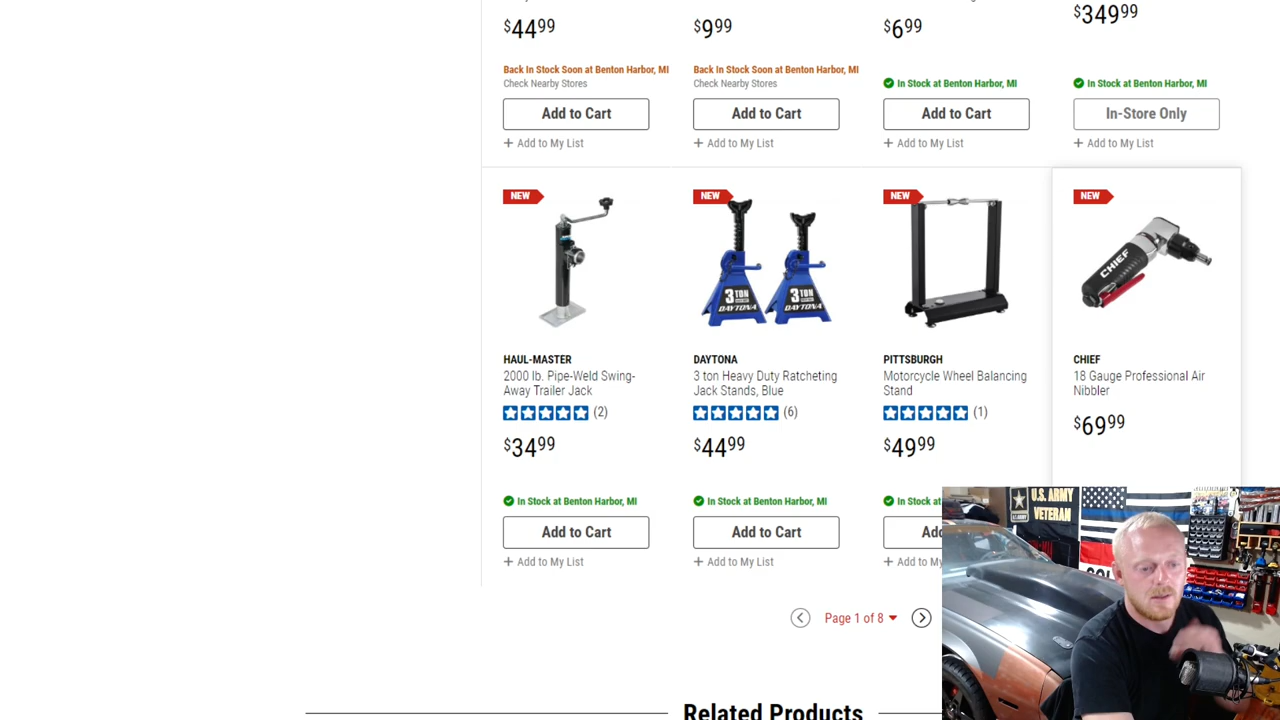 $44.99
$9.99
$6.99
$349.99
Back In Stock Soon at Benton Harbor, MI
Check Nearby Stores
Back In Stock Soon at Benton Harbor, MI
Check Nearby Stores
In Stock at Benton Harbor, MI
In Stock at Benton Harbor, MI
Add to Cart
Add to Cart
Add to Cart
In-Store Only
+ Add to My List
+ Add to My List
+ Add to My List
+ Add to My List
NEW
NEW
NEW
NEW
CHIEF
3 TON
DAYTONA
3 TON
DAYTONA
HAUL-MASTER
2000 lb. Pipe-Weld Swing-
Away Trailer Jack
(2)
$34.99
In Stock at Benton Harbor, MI
Add to Cart
+ Add to My List
DAYTONA
3 ton Heavy Duty Ratcheting
Jack Stands, Blue
(6)
$44.99
In Stock at Benton Harbor, MI
Add to Cart
+ Add to My List
PITTSBURGH
Motorcycle Wheel Balancing
Stand
(1)
$49.99
In Stock at
Add
+ Add to My
CHIEF
18 Gauge Professional Air
Nibbler
$69.99
U.S. ARMY
VETERAN
Page 1 of 8
Related Products